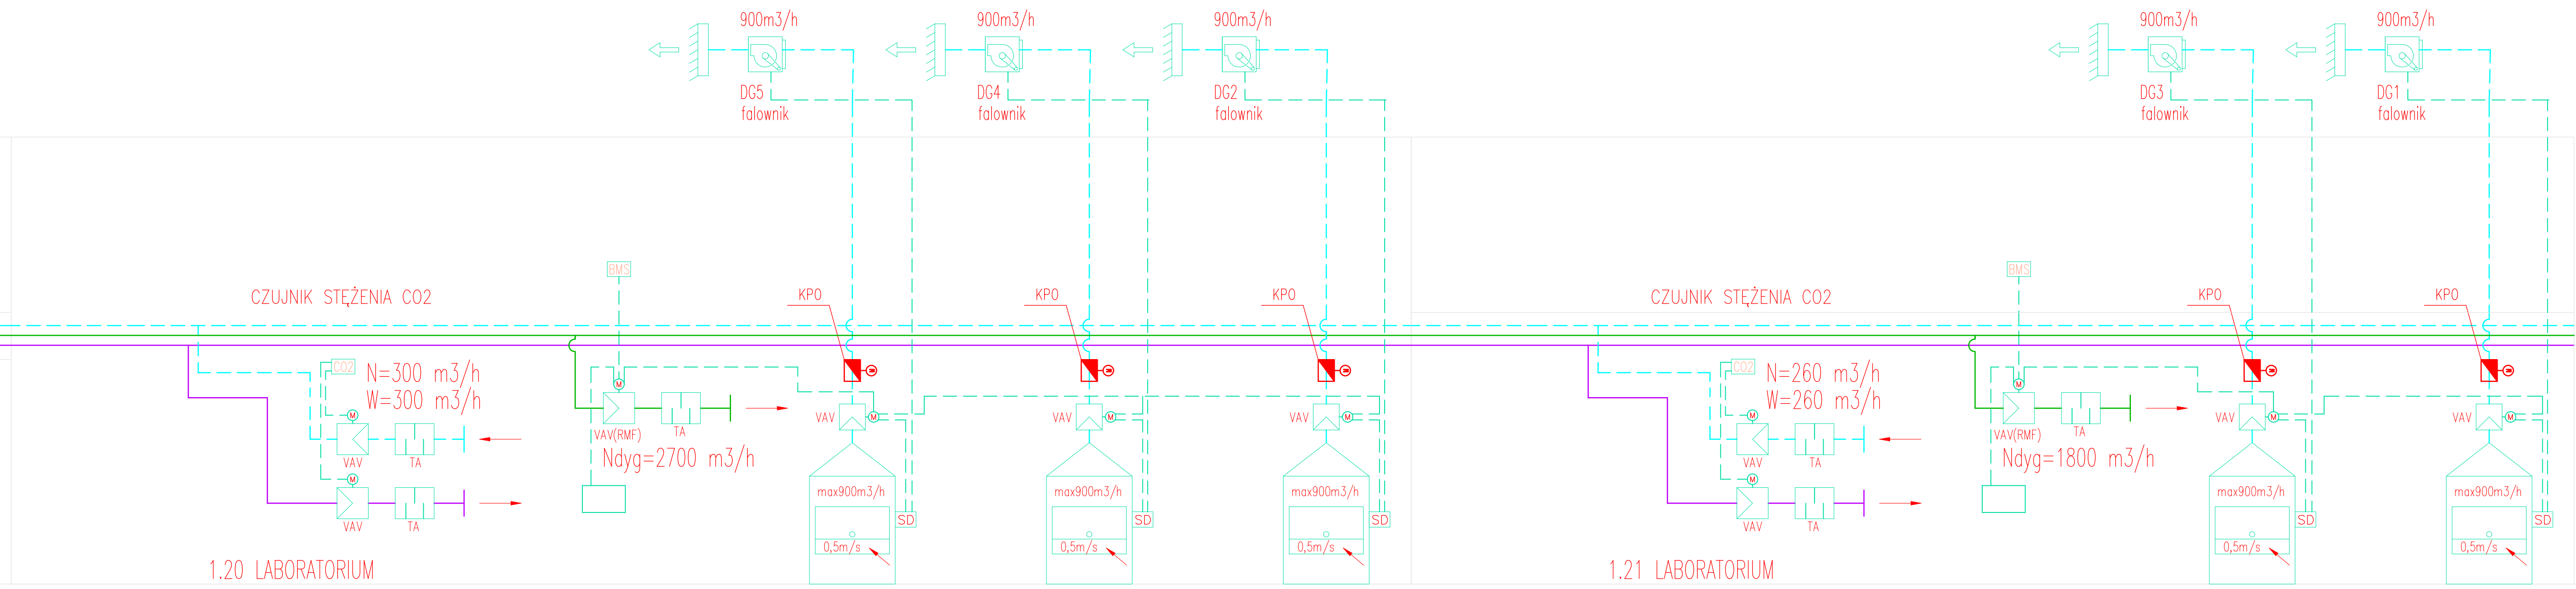 900m3/h
900m3/h
900m3/h
900m3/h
900m3/h
DG5
falownik
DG4
falownik
DG2
falownik
DG3
falownik
DG1
falownik
BMS
BMS
CZUJNIK STĘŻENIA CO2
KPO
KPO
KPO
CZUJNIK STĘŻENIA CO2
KPO
KPO
CO2
N=300 m3/h
W=300 m3/h
M
VAV
TA
M
VAV
TA
M
VAV(RMF)
TA
Ndyg=2700 m3/h
VAV
M
VAV
M
VAV
M
max900m3/h
0,5m/s
SD
max900m3/h
0,5m/s
SD
max900m3/h
0,5m/s
SD
1.20 LABORATORIUM
CO2
N=260 m3/h
W=260 m3/h
M
VAV
TA
M
VAV
TA
M
VAV(RMF)
TA
Ndyg=1800 m3/h
VAV
M
VAV
M
max900m3/h
0,5m/s
SD
max900m3/h
0,5m/s
SD
1.21 LABORATORIUM